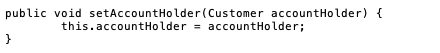 public void setAccountHolder(Customer accountHolder) {
        this.accountHolder = accountHolder;
}